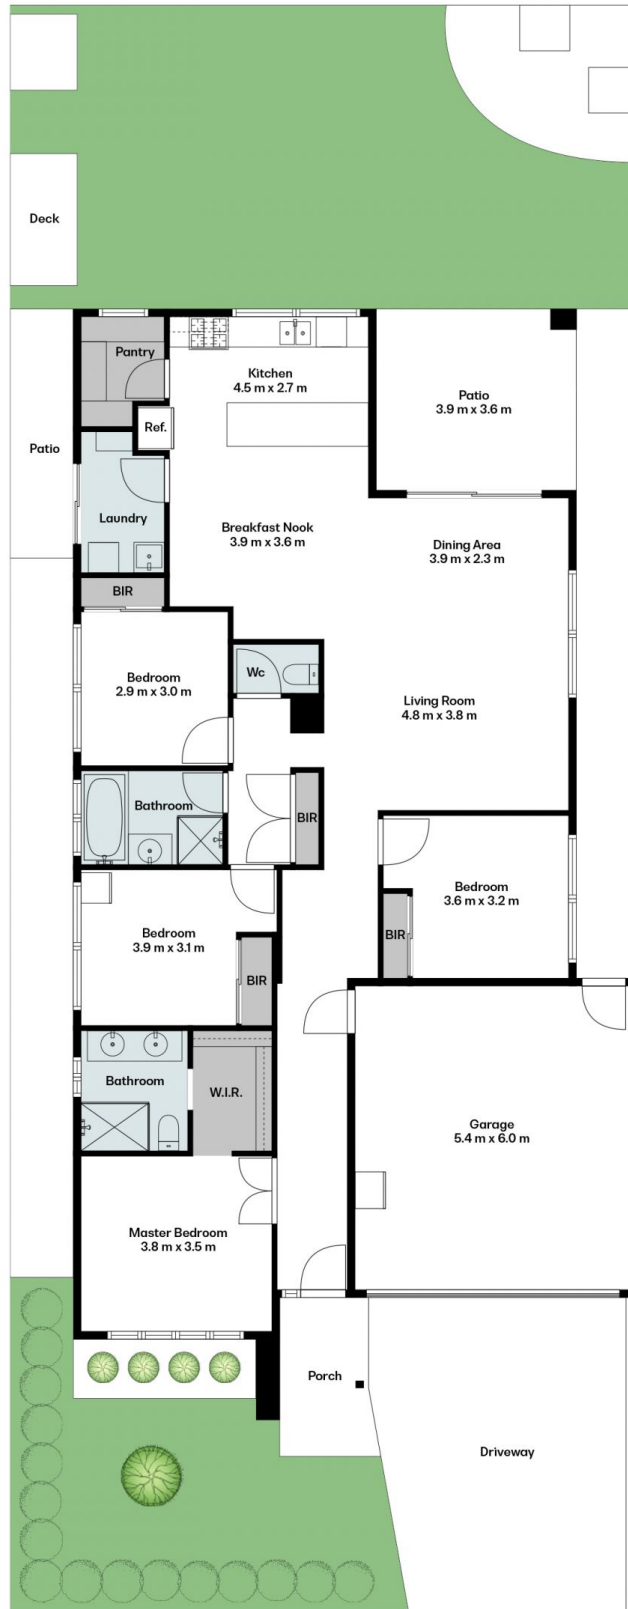 Deck
Pantry
Kitchen
4.5 m x 2.7 m
Patio
3.9 m x 3.6 m
Ref.
Patio
Laundry
Breakfast Nook
3.9 m x 3.6 m
Dining Area
3.9 m x 2.3 m
BIR
Bedroom
2.9 m x 3.0 m
Wc
Living Room
4.8 m x 3.8 m
Bathroom
BIR
Bedroom
3.6 m x 3.2 m
Bedroom
3.9 m x 3.1 m
BIR
BIR
Bathroom
W.I.R.
Garage
5.4 m x 6.0 m
Master Bedroom
3.8 m x 3.5 m
Porch
Driveway